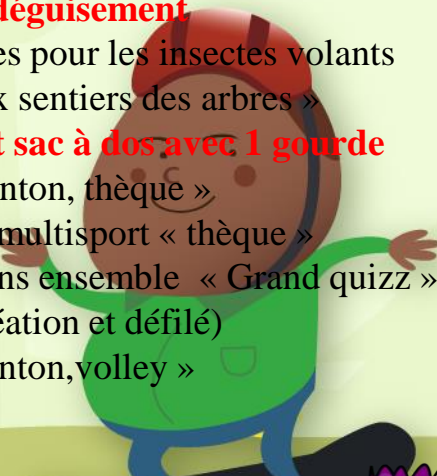 déguisement
es pour les insectes volants
x sentiers des arbres »
t sac à dos avec 1 gourde
nton, thèque »
multisport « thèque »
ns ensemble « Grand quizz »
éation et défilé)
nton,volley »